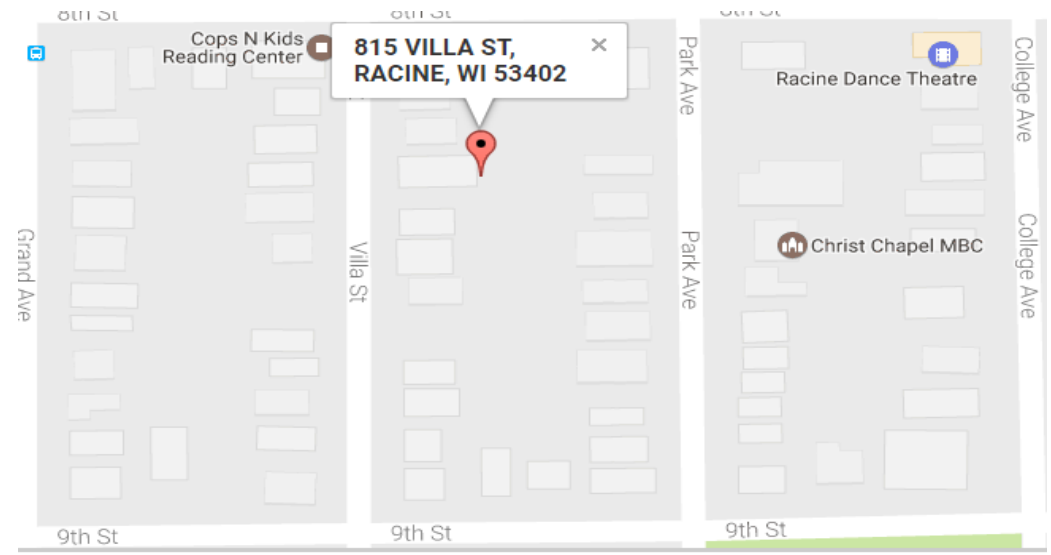 8th St
8th St
8th St
Cops N Kids
Reading Center
815 VILLA ST,
RACINE, WI 53402
×
Park Ave
Racine Dance Theatre
College Ave
Grand Ave
Villa St
Park Ave
Christ Chapel MBC
College Ave
9th St
9th St
9th St